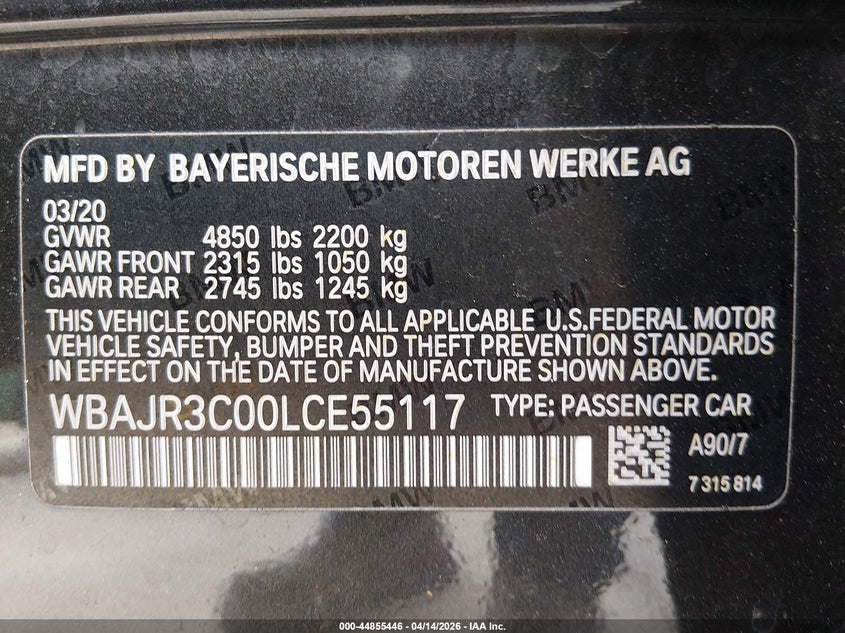 MFD BY BAYERISCHE MOTOREN WERKE AG
03/20
GVWR 4850 lbs 2200 kg
GAWR FRONT 2315 lbs 1050 kg
GAWR REAR 2745 lbs 1245 kg
THIS VEHICLE CONFORMS TO ALL APPLICABLE U.S.FEDERAL MOTOR
VEHICLE SAFETY, BUMPER AND THEFT PREVENTION STANDARDS
IN EFFECT ON THE DATE OF MANUFACTURE SHOWN ABOVE.
WBAJR3C00LCE55117 TYPE: PASSENGER CAR
A90/7
7 315 814
000-44855446 - 04/14/2026 - IAA Inc.